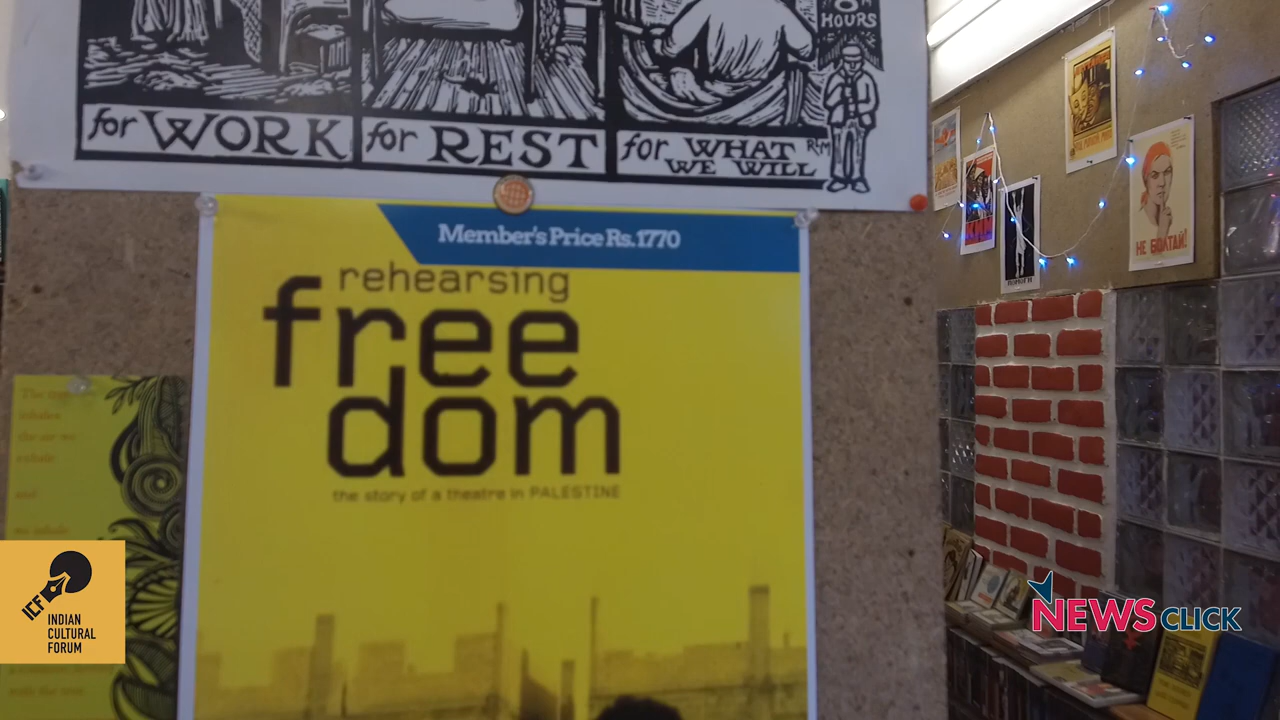 8
HOURS
for WORK
for REST
for WHAT
WE WILL
RLM
Member's Price Rs.1770
rehearsing
free
dom
the story of a theatre in PALESTINE
НЕ БОЛТАЙ!
ICF
INDIAN
CULTURAL
FORUM
NEWSCLICK